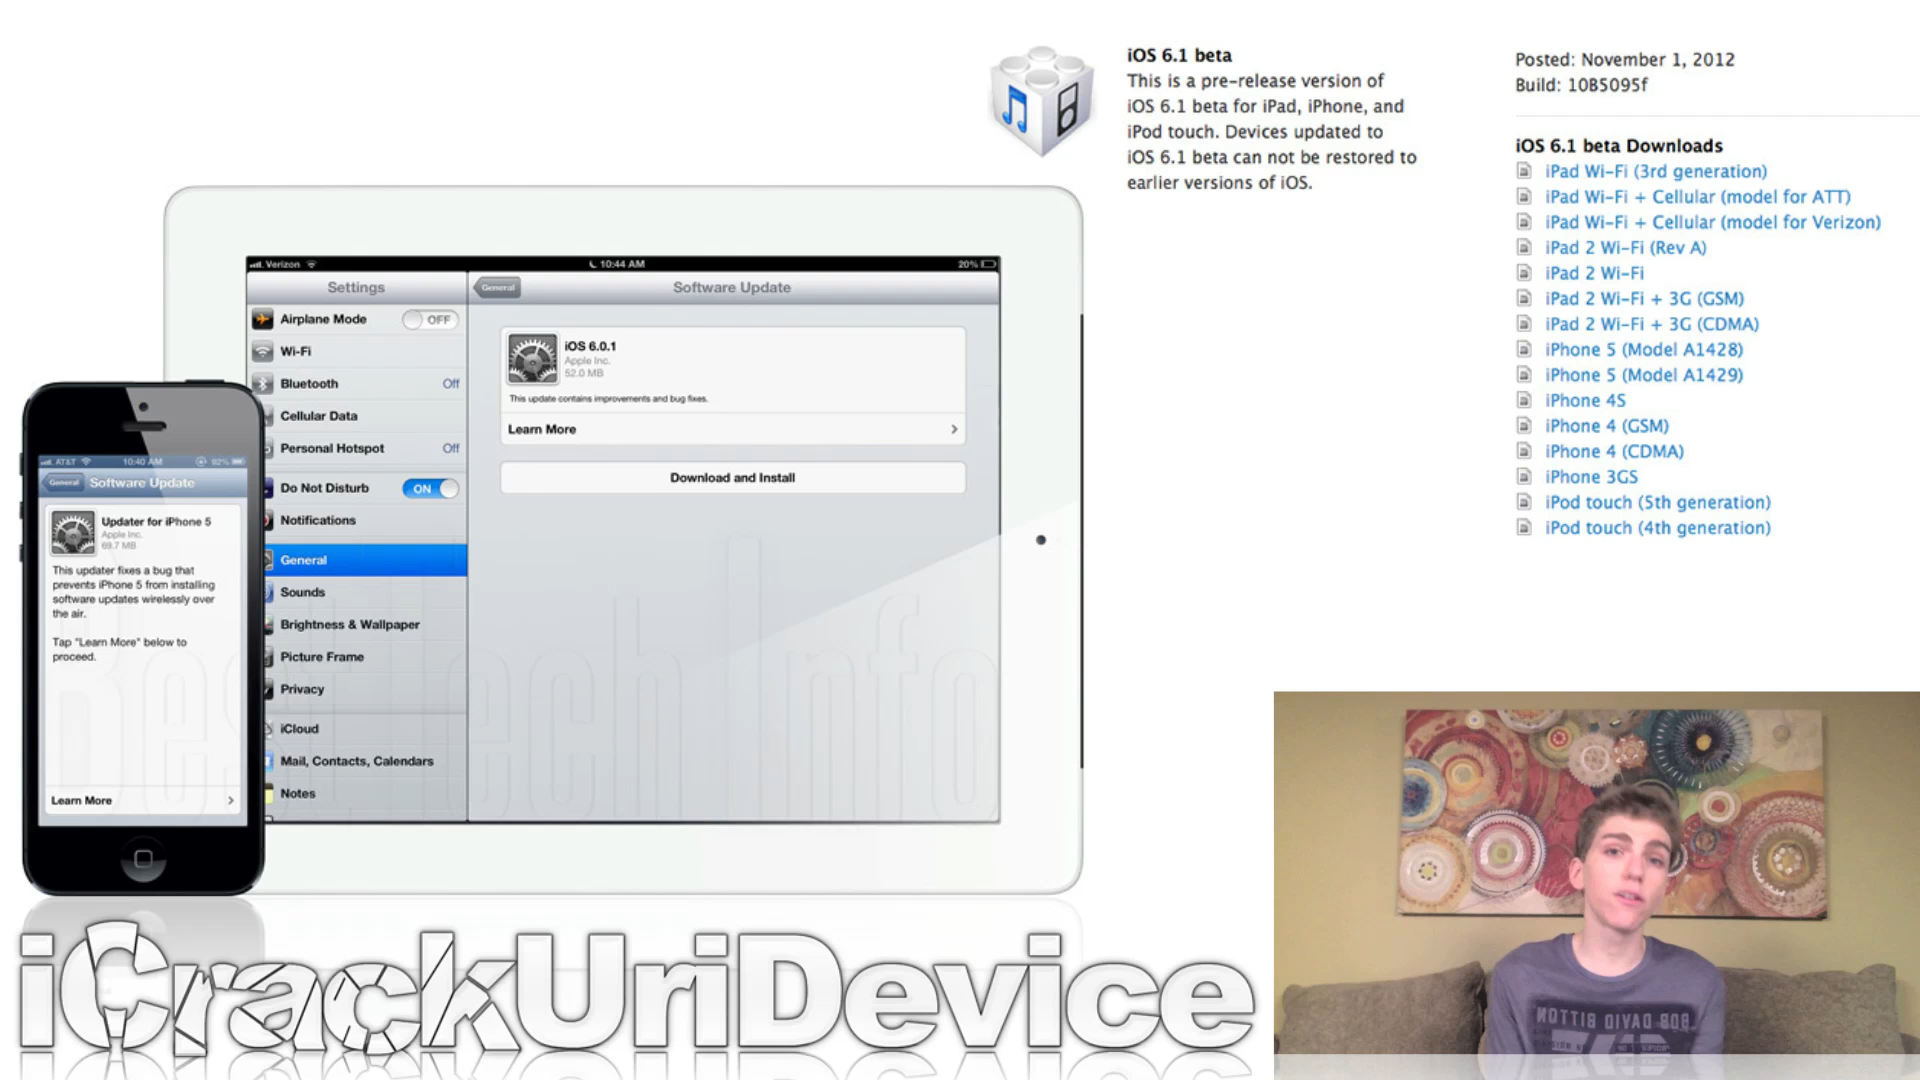 iOS 6.1 beta
This is a pre-release version of
iOS 6.1 beta for iPad, iPhone, and
iPod touch. Devices updated to
iOS 6.1 beta can not be restored to
earlier versions of iOS.
Posted: November 1, 2012
Build: 10B5095f
iOS 6.1 beta Downloads
iPad Wi-Fi (3rd generation)
iPad Wi-Fi + Cellular (model for ATT)
iPad Wi-Fi + Cellular (model for Verizon)
iPad 2 Wi-Fi (Rev A)
iPad 2 Wi-Fi
iPad 2 Wi-Fi + 3G (GSM)
iPad 2 Wi-Fi + 3G (CDMA)
iPhone 5 (Model A1428)
iPhone 5 (Model A1429)
iPhone 4S
iPhone 4 (GSM)
iPhone 4 (CDMA)
iPhone 3GS
iPod touch (5th generation)
iPod touch (4th generation)
Verizon
10:44 AM
20%
Settings
Airplane Mode OFF
Wi-Fi
Bluetooth Off
Cellular Data
Personal Hotspot Off
Do Not Disturb ON
Notifications
General
Sounds
Brightness & Wallpaper
Picture Frame
Privacy
iCloud
Mail, Contacts, Calendars
Notes
General
Software Update
iOS 6.0.1
Apple Inc.
52.0 MB
This update contains improvements and bug fixes.
Learn More
Download and Install
AT&T 10:40 AM 92%
General Software Update
Updater for iPhone 5
Apple Inc.
69.7 MB
This updater fixes a bug that
prevents iPhone 5 from installing
software updates wirelessly over
the air.
Tap "Learn More" below to
proceed.
Learn More
Best Tech Info
iCrackUriDevice
BOB DAVID BITTON